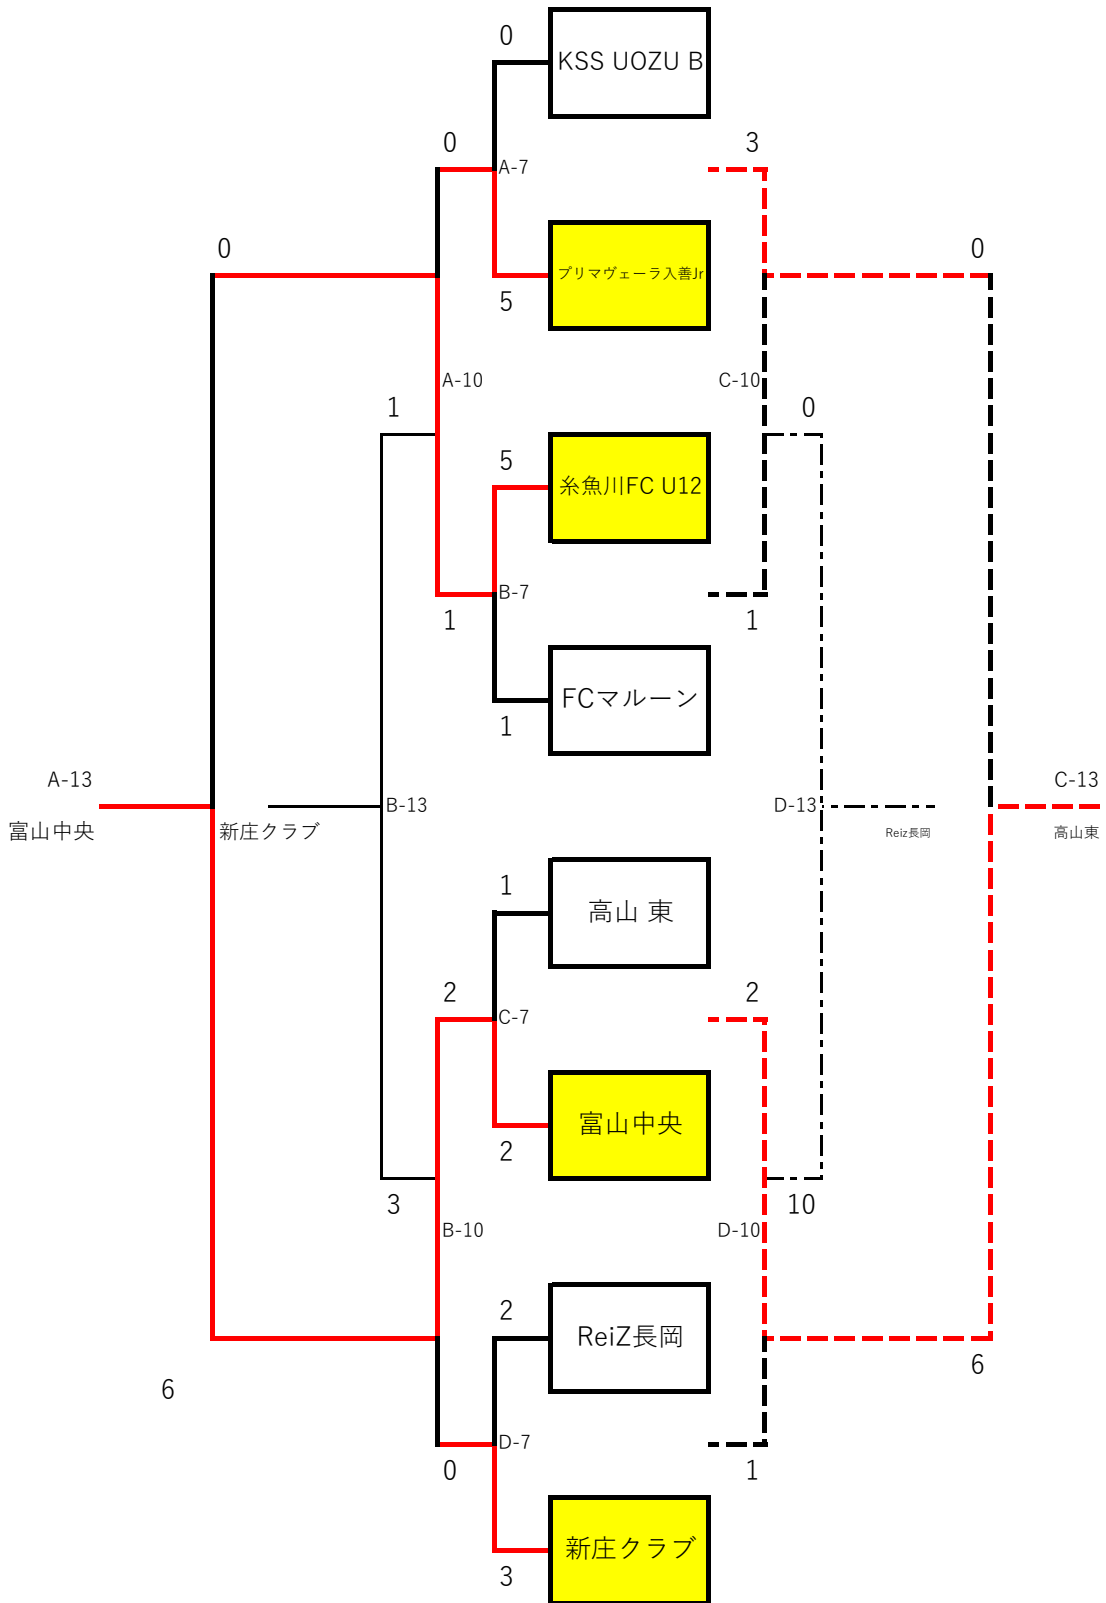 0
KSS UOZU B
0
3
A-7
0
0
プリマヴェーラ入善Jr
5
A-10
C-10
1
0
5
糸魚川FC U12
B-7
1
1
FCマルーン
1
A-13
C-13
B-13
D-13
富山中央
新庄クラブ
Reiz長岡
高山東
1
高山 東
2
2
C-7
富山中央
2
3
10
B-10
D-10
2
ReiZ長岡
6
6
D-7
0
1
新庄クラブ
3